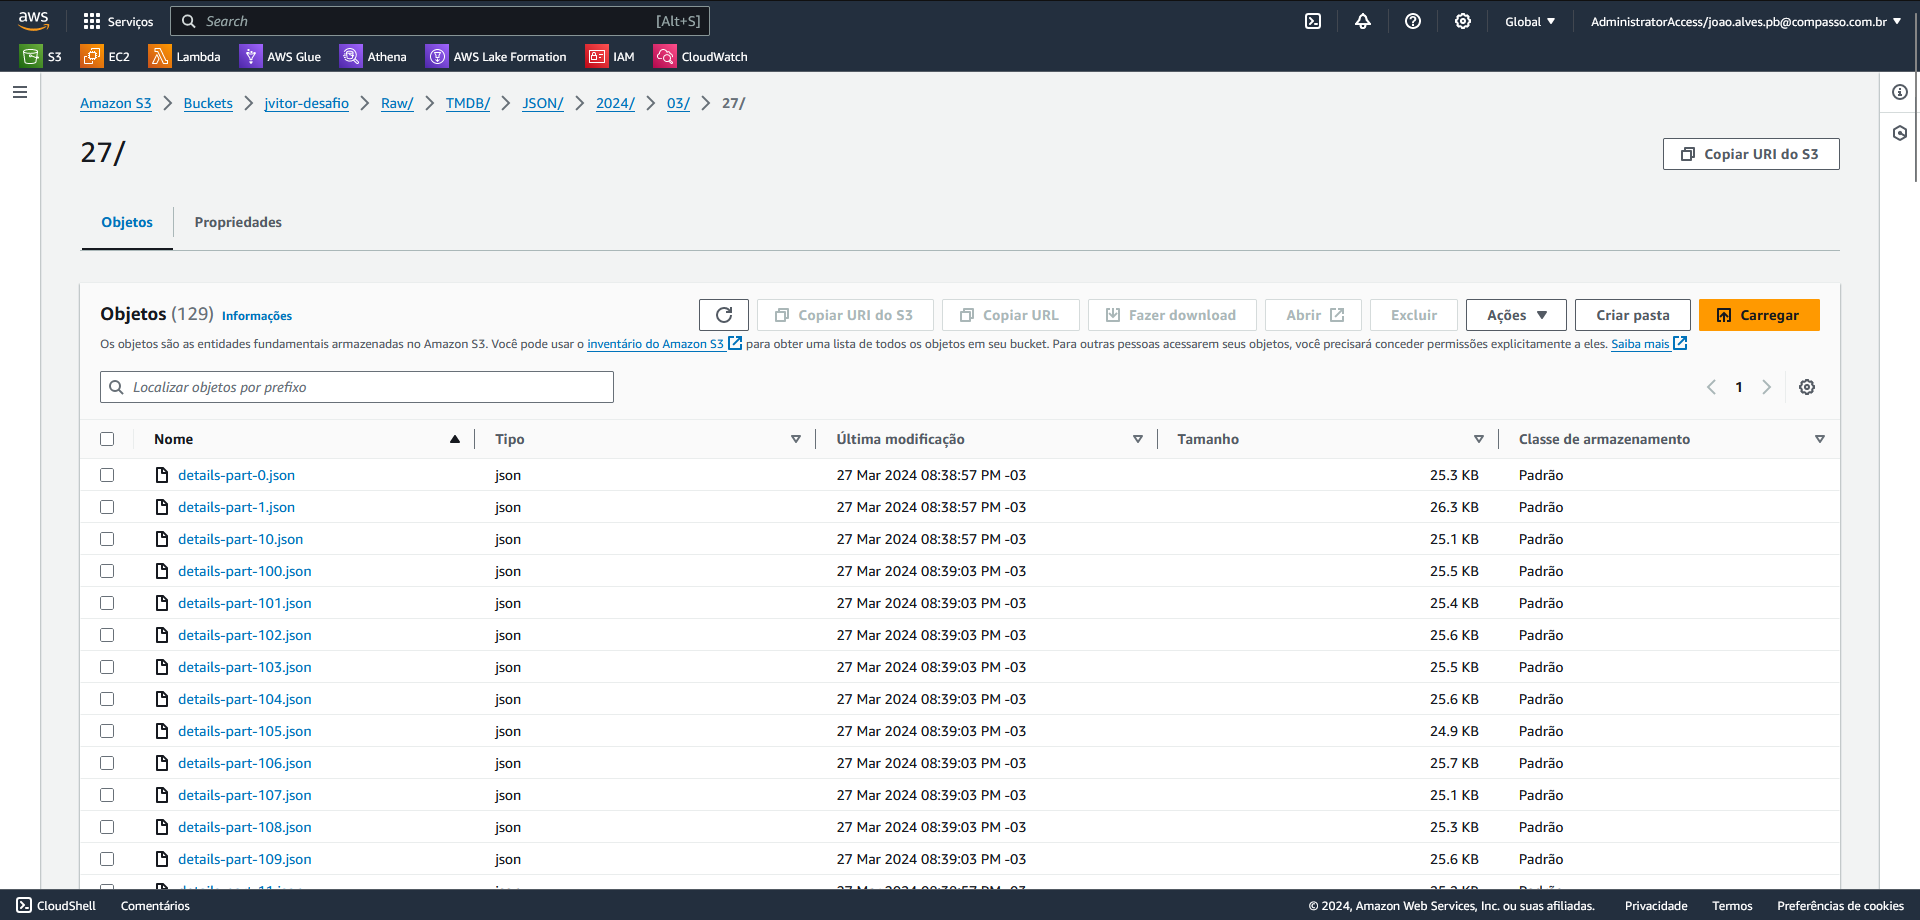 aws Serviços Search [Alt+S] Global AdministratorAccess/joao.alves.pb@compasso.com.br
S3 EC2 Lambda AWS Glue Athena AWS Lake Formation IAM CloudWatch
Amazon S3 Buckets jvitor-desafio Raw/ TMDB/ JSON/ 2024/ 03/ 27/
27/
Copiar URI do S3
Objetos Propriedades
Objetos (129) Informações Copiar URI do S3 Copiar URL Fazer download Abrir Excluir Ações Criar pasta Carregar
Os objetos são as entidades fundamentais armazenadas no Amazon S3. Você pode usar o inventário do Amazon S3 para obter uma lista de todos os objetos em seu bucket. Para outras pessoas acessarem seus objetos, você precisará conceder permissões explicitamente a eles. Saiba mais
Localizar objetos por prefixo 1
Nome Tipo Última modificação Tamanho Classe de armazenamento
details-part-0.json json 27 Mar 2024 08:38:57 PM -03 25.3 KB Padrão
details-part-1.json json 27 Mar 2024 08:38:57 PM -03 26.3 KB Padrão
details-part-10.json json 27 Mar 2024 08:38:57 PM -03 25.1 KB Padrão
details-part-100.json json 27 Mar 2024 08:39:03 PM -03 25.5 KB Padrão
details-part-101.json json 27 Mar 2024 08:39:03 PM -03 25.4 KB Padrão
details-part-102.json json 27 Mar 2024 08:39:03 PM -03 25.6 KB Padrão
details-part-103.json json 27 Mar 2024 08:39:03 PM -03 25.5 KB Padrão
details-part-104.json json 27 Mar 2024 08:39:03 PM -03 25.6 KB Padrão
details-part-105.json json 27 Mar 2024 08:39:03 PM -03 24.9 KB Padrão
details-part-106.json json 27 Mar 2024 08:39:03 PM -03 25.7 KB Padrão
details-part-107.json json 27 Mar 2024 08:39:03 PM -03 25.1 KB Padrão
details-part-108.json json 27 Mar 2024 08:39:03 PM -03 25.3 KB Padrão
details-part-109.json json 27 Mar 2024 08:39:03 PM -03 25.6 KB Padrão
CloudShell Comentários © 2024, Amazon Web Services, Inc. ou suas afiliadas. Privacidade Termos Preferências de cookies